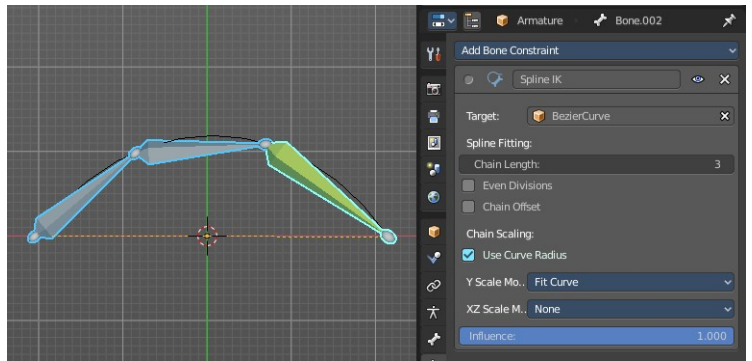 Armature › Bone.002
Add Bone Constraint
Spline IK
Target: BezierCurve
Spline Fitting:
Chain Length: 3
Even Divisions
Chain Offset
Chain Scaling:
Use Curve Radius
Y Scale Mo.. Fit Curve
XZ Scale M.. None
Influence: 1.000